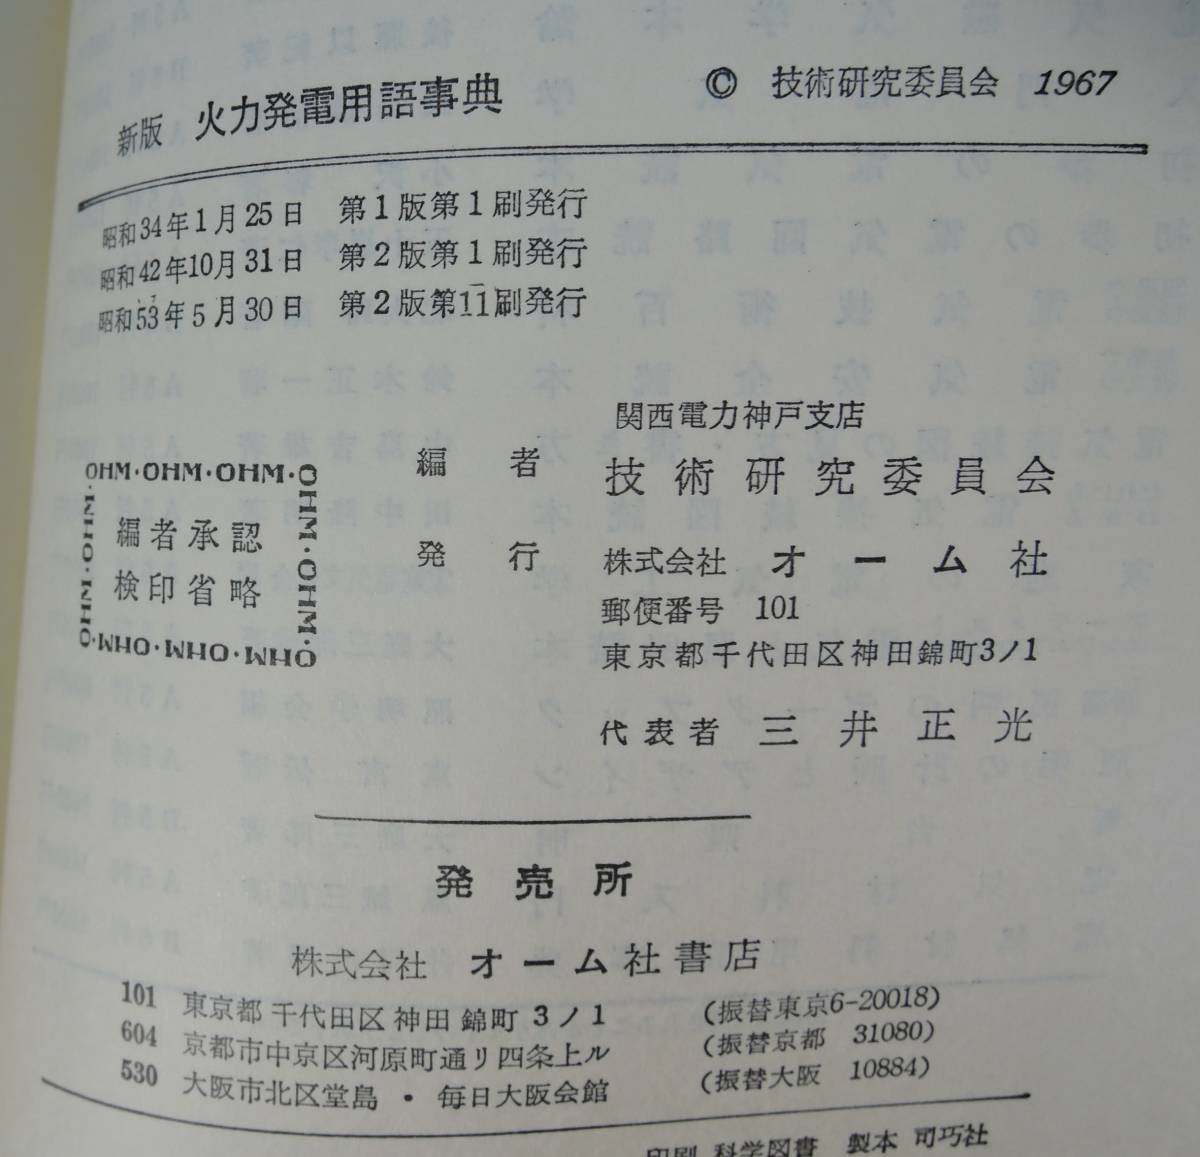 新版 火力発電用語事典 © 技術研究委員会 1967
昭和34年1月25日 第1版第1刷発行
昭和42年10月31日 第2版第1刷発行
昭和53年5月30日 第2版第11刷発行
関西電力神戸支店
編者 技術研究委員会
発行 株式会社 オーム社
郵便番号 101
東京都千代田区神田錦町3ノ1
代表者 三井正光
OHM・OHM・OHM・OHM・OHM・OHM・OHM・OHM・OHM・OHM
編者承認
検印省略
発売所
株式会社 オーム社書店
101 東京都千代田区神田錦町3ノ1 (振替東京6-20018)
604 京都市中京区河原町通リ四条上ル (振替京都 31080)
530 大阪市北区堂島・毎日大阪会館 (振替大阪 10884)
印刷 科学図書 製本 司巧社